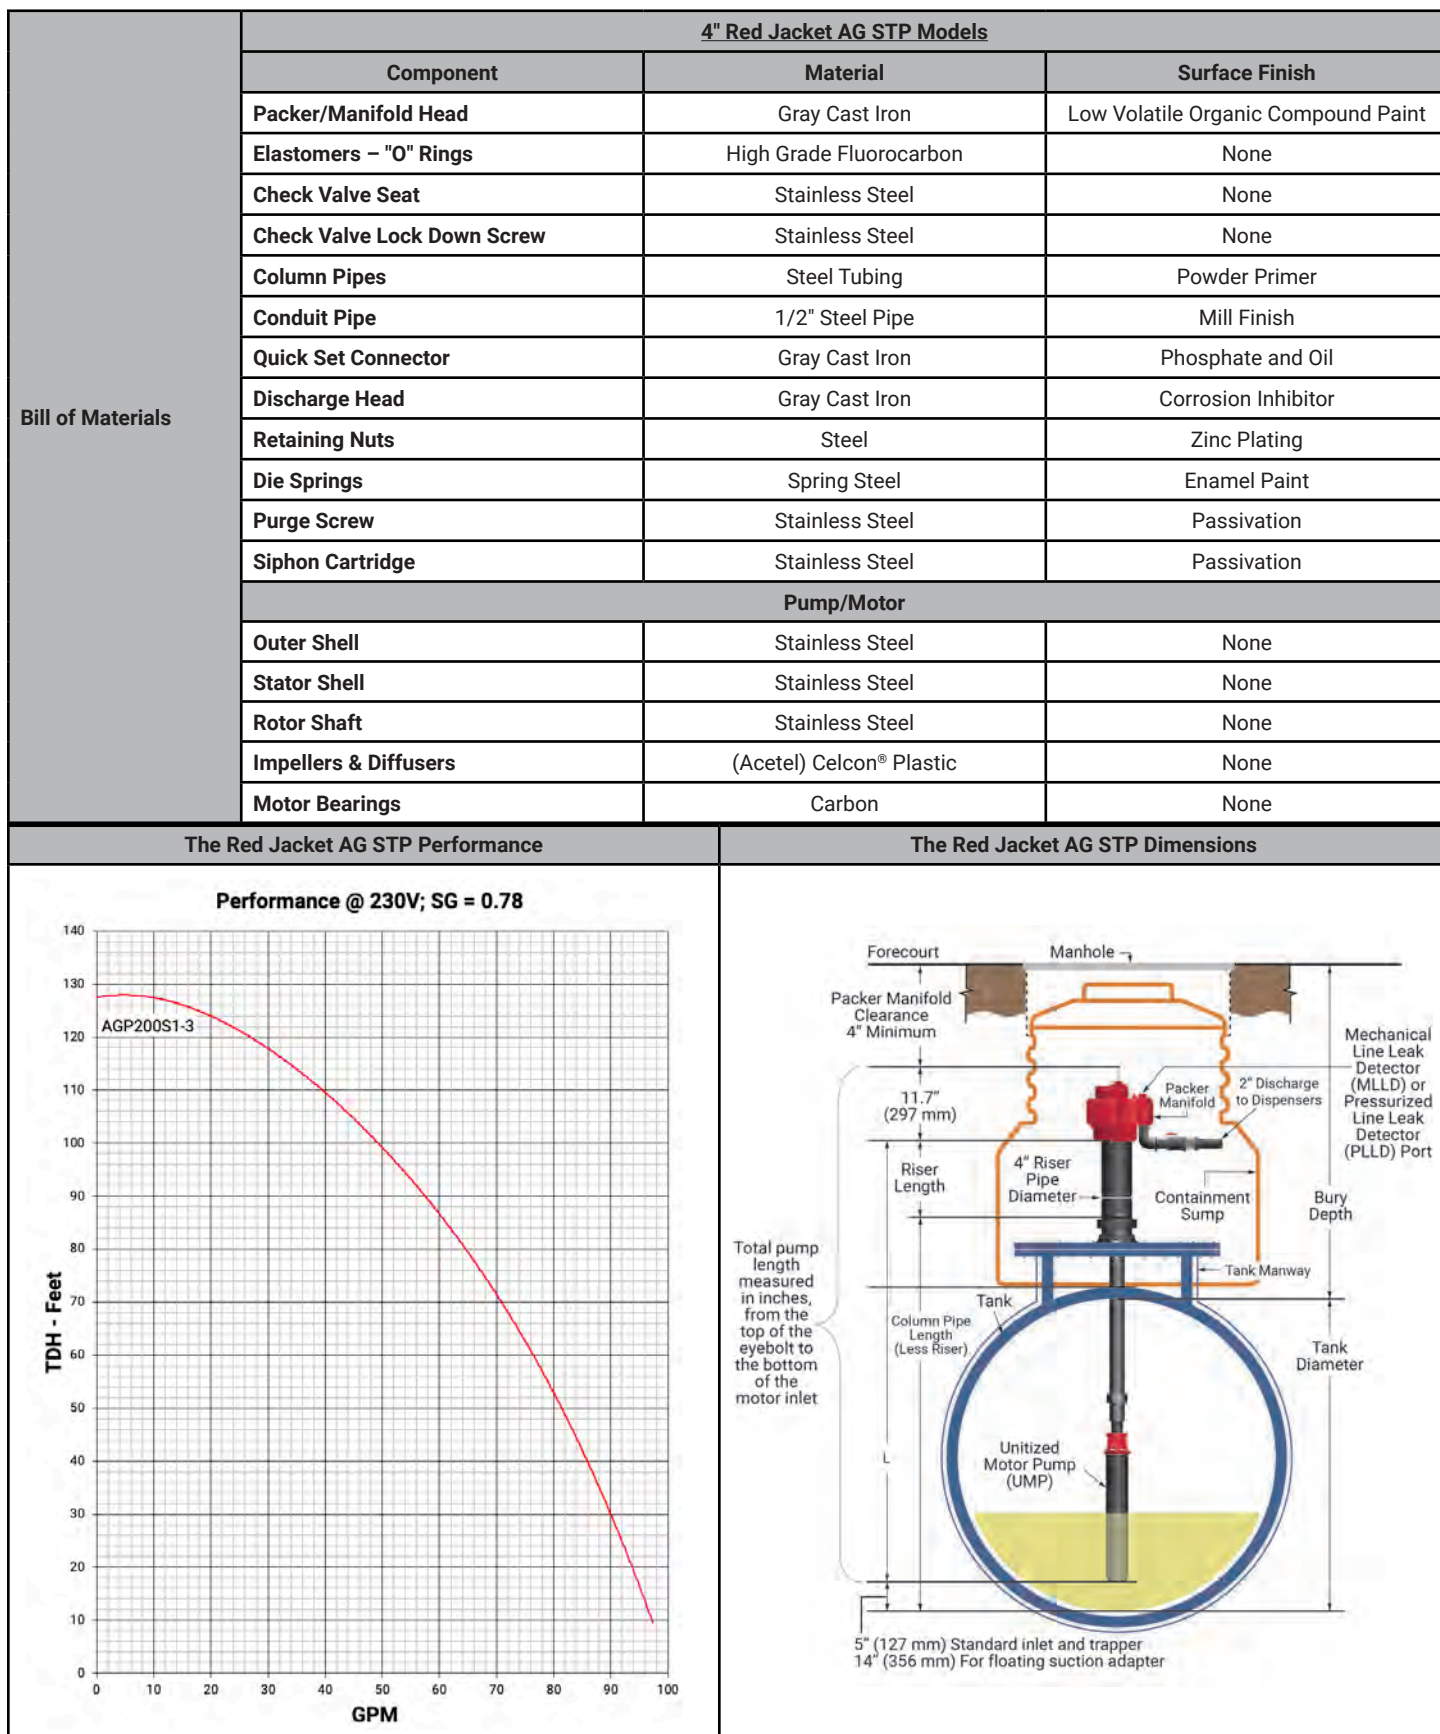 4" Red Jacket AG STP Models
Component Material Surface Finish
Packer/Manifold Head Gray Cast Iron Low Volatile Organic Compound Paint
Elastomers – "O" Rings High Grade Fluorocarbon None
Check Valve Seat Stainless Steel None
Check Valve Lock Down Screw Stainless Steel None
Column Pipes Steel Tubing Powder Primer
Conduit Pipe 1/2" Steel Pipe Mill Finish
Quick Set Connector Gray Cast Iron Phosphate and Oil
Discharge Head Gray Cast Iron Corrosion Inhibitor
Bill of Materials
Retaining Nuts Steel Zinc Plating
Die Springs Spring Steel Enamel Paint
Purge Screw Stainless Steel Passivation
Siphon Cartridge Stainless Steel Passivation
Pump/Motor
Outer Shell Stainless Steel None
Stator Shell Stainless Steel None
Rotor Shaft Stainless Steel None
Impellers & Diffusers (Acetel) Celcon® Plastic None
Motor Bearings Carbon None
The Red Jacket AG STP Performance
Performance @ 230V; SG = 0.78
140
130
120
110
100
90
80
70
60
50
40
30
20
10
0
AGP200S1-3
TDH - Feet
0 10 20 30 40 50 60 70 80 90 100
GPM
The Red Jacket AG STP Dimensions
Forecourt
Manhole
Packer Manifold
Clearance
4" Minimum
11.7"
(297 mm)
Packer
Manifold
2" Discharge
to Dispensers
Mechanical
Line Leak
Detector
(MLLD) or
Pressurized
Line Leak
Detector
(PLLD) Port
Riser
Length
4" Riser
Pipe
Diameter
Containment
Sump
Bury
Depth
Total pump
length
measured
in inches,
from the
top of the
eyebolt to
the bottom
of the
motor inlet
Tank Manway
Tank
Column Pipe
Length
(Less Riser)
Tank
Diameter
L
Unitized
Motor Pump
(UMP)
5" (127 mm) Standard inlet and trapper
14" (356 mm) For floating suction adapter